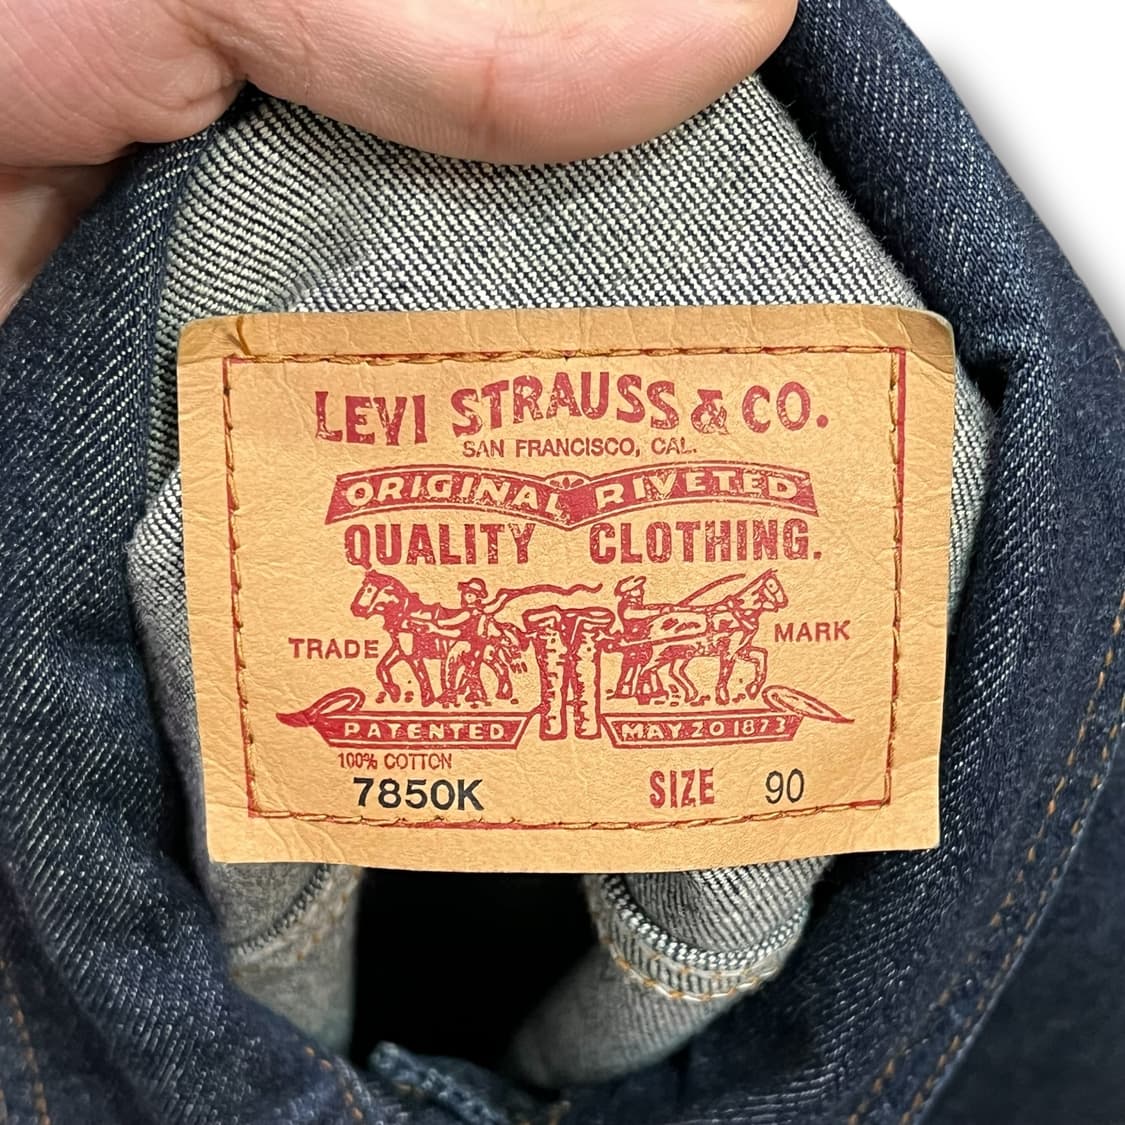 LEVI STRAUSS & CO.
SAN FRANCISCO, CAL.
ORIGINAL RIVETED
QUALITY CLOTHING.
TRADE MARK
PATENTED MAY 20 1873
100% COTTON
7850K SIZE 90